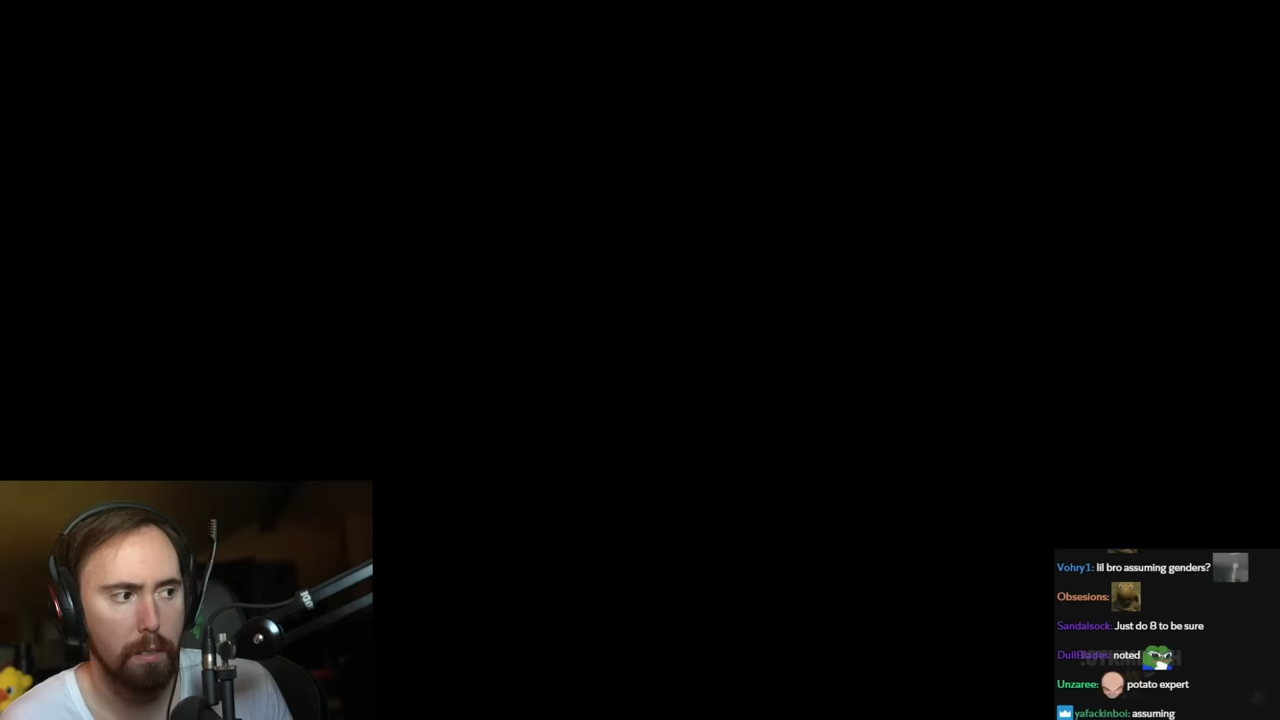 Vohry1: lil bro assuming genders?
Obsesions:
Sandalsock: Just do 8 to be sure
DullBlades: noted
Unzaree: potato expert
yafackinboi: assuming